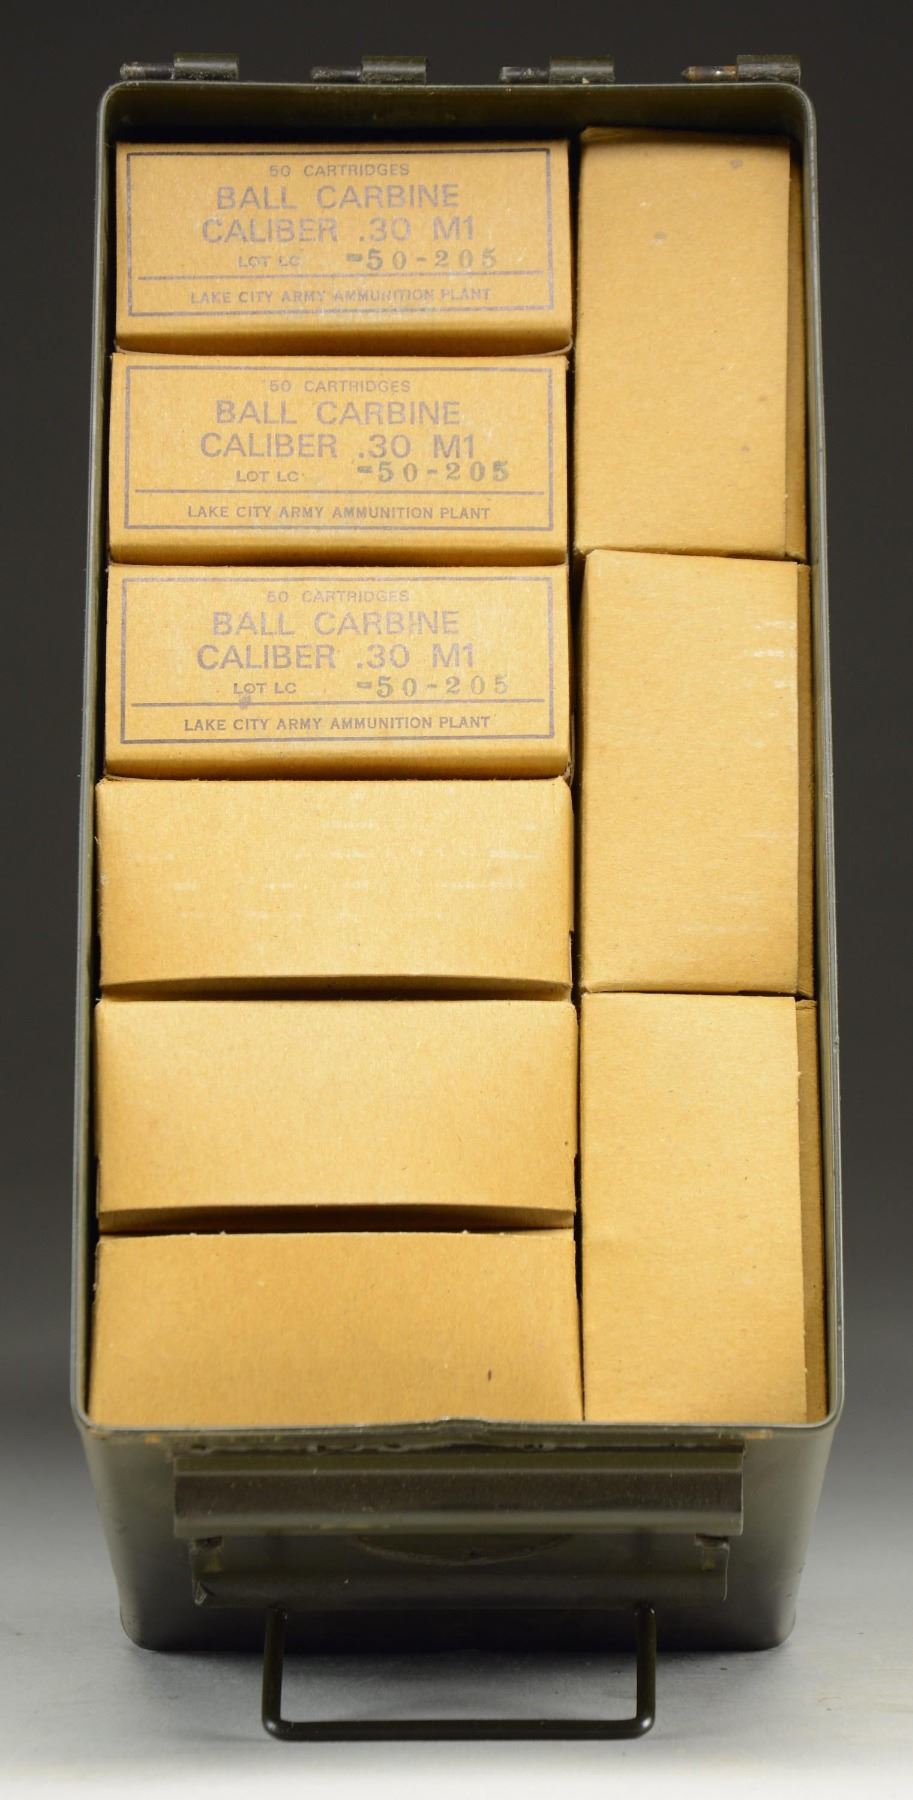 50 CARTRIDGES
BALL CARBINE
CALIBER .30 M1
LOT LC -50-205
LAKE CITY ARMY AMMUNITION PLANT
50 CARTRIDGES
BALL CARBINE
CALIBER .30 M1
LOT LC -50-205
LAKE CITY ARMY AMMUNITION PLANT
50 CARTRIDGES
BALL CARBINE
CALIBER .30 M1
LOT LC -50-205
LAKE CITY ARMY AMMUNITION PLANT